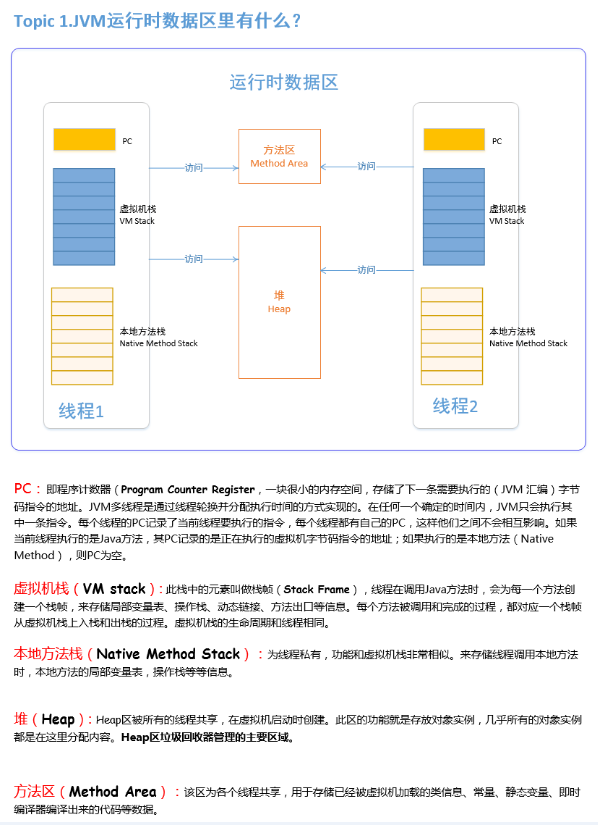 Topic 1.JVM运行时数据区里有什么？
运行时数据区
PC
虚拟机栈
VM Stack
本地方法栈
Native Method Stack
线程1
访问
访问
方法区
Method Area
堆
Heap
访问
访问
PC
虚拟机栈
VM Stack
本地方法栈
Native Method Stack
线程2
PC： 即程序计数器（Program Counter Register，一块很小的内存空间，存储了下一条需要执行的（JVM 汇编）字节
码指令的地址。JVM多线程是通过线程轮换并分配执行时间的方式实现的。在任何一个确定的时间内，JVM只会执行其
中一条指令。每个线程的PC记录了当前线程要执行的指令，每个线程都有自己的PC，这样他们之间不会相互影响。如果
当前线程执行的是Java方法，其PC记录的是正在执行的虚拟机字节码指令的地址；如果执行的是本地方法（Native
Method），则PC为空。
虚拟机栈（VM stack）：此栈中的元素叫做栈帧（Stack Frame），线程在调用Java方法时，会为每一个方法创
建一个栈帧，来存储局部变量表、操作栈、动态链接、方法出口等信息。每个方法被调用和完成的过程，都对应一个栈帧
从虚拟机栈上入栈和出栈的过程。虚拟机栈的生命周期和线程相同。
本地方法栈（Native Method Stack）：为线程私有，功能和虚拟机栈非常相似。来存储线程调用本地方法
时，本地方法的局部变量表，操作栈等等信息。
堆（Heap）：Heap区被所有的线程共享，在虚拟机启动时创建。此区的功能就是存放对象实例，几乎所有的对象实例
都是在这里分配内容。Heap区垃圾回收器管理的主要区域。
方法区（Method Area）：该区为各个线程共享，用于存储已经被虚拟机加载的类信息、常量、静态变量、即时
编译器编译出来的代码等数据。